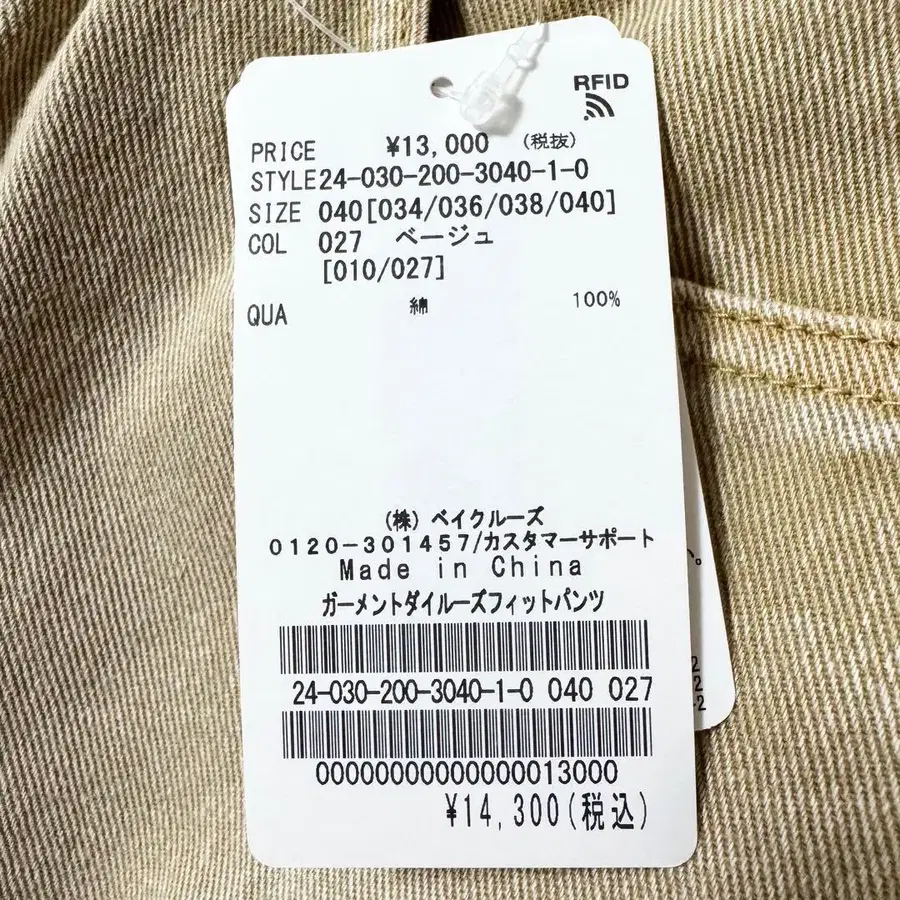 RFID
PRICE ¥13,000 (税抜)
STYLE24-030-200-3040-1-0
SIZE 040[034/036/038/040]
COL 027 ベージュ
[010/027]
QUA 綿 100%
(株) ベイクルーズ
0120-301457/カスタマーサポート
Made in China
ガーメントダイルーズフィットパンツ
24-030-200-3040-1-0 040 027
00000000000000013000
¥14,300(税込)